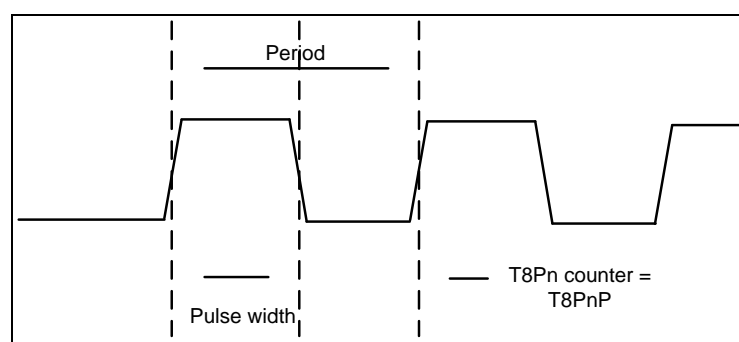 Period
T8Pn counter =
T8PnP
Pulse width